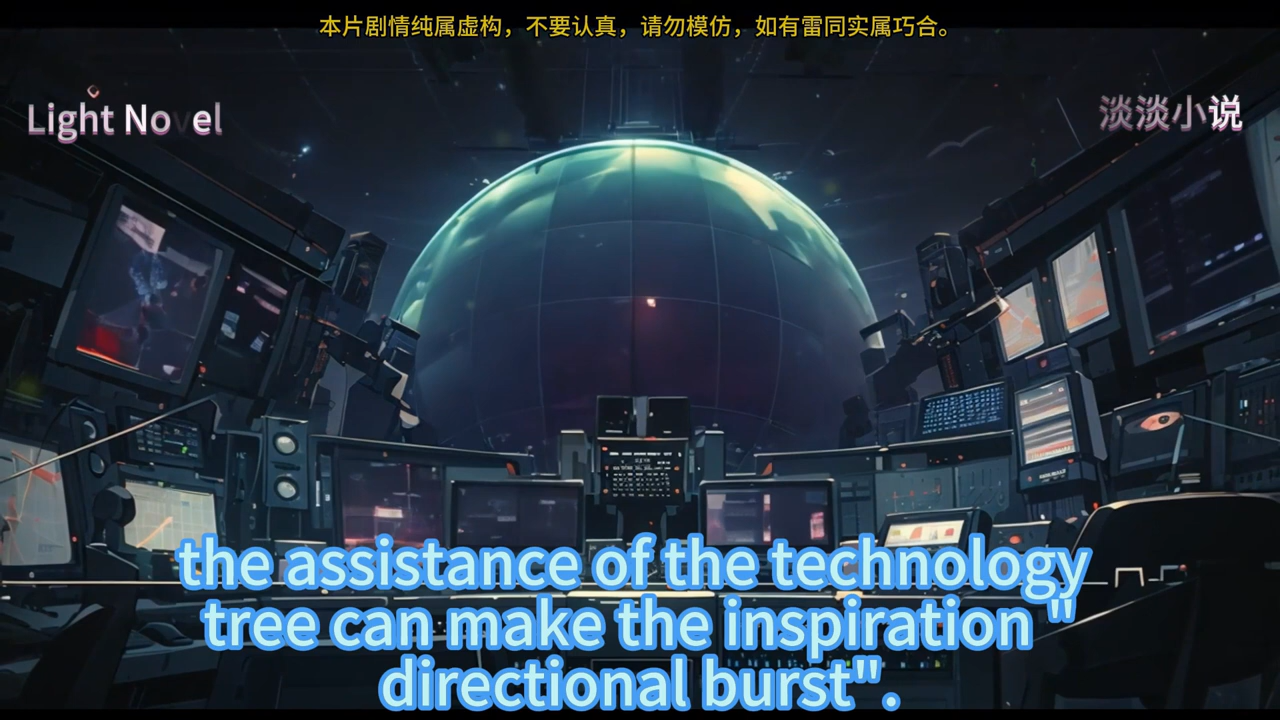 本片剧情纯属虚构，不要认真，请勿模仿，如有雷同实属巧合。
Light Novel
淡淡小说
the assistance of the technology
tree can make the inspiration "
directional burst".